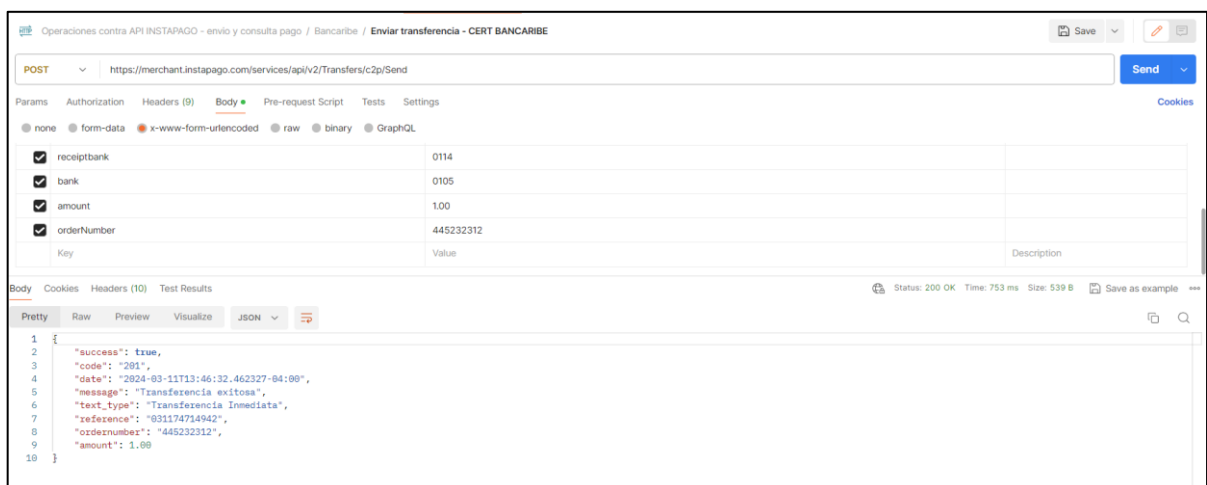 Operaciones contra API INSTAPAGO - envío y consulta pago / Bancaribe / Enviar transferencia - CERT BANCARIBE
Save
POST https://merchant.instapago.com/services/api/v2/Transfers/c2p/Send Send
Params Authorization Headers (9) Body Pre-request Script Tests Settings Cookies
none form-data x-www-form-urlencoded raw binary GraphQL
receiptbank 0114
bank 0105
amount 1.00
orderNumber 445232312
Key Value Description
Body Cookies Headers (10) Test Results Status: 200 OK Time: 753 ms Size: 539 B Save as example
Pretty Raw Preview Visualize JSON
1 {
2 "success": true,
3 "code": "201",
4 "date": "2024-03-11T13:46:32.462327-04:00",
5 "message": "Transferencia exitosa",
6 "text_type": "Transferencia Inmediata",
7 "reference": "031174714942",
8 "ordernumber": "445232312",
9 "amount": 1.00
10 }